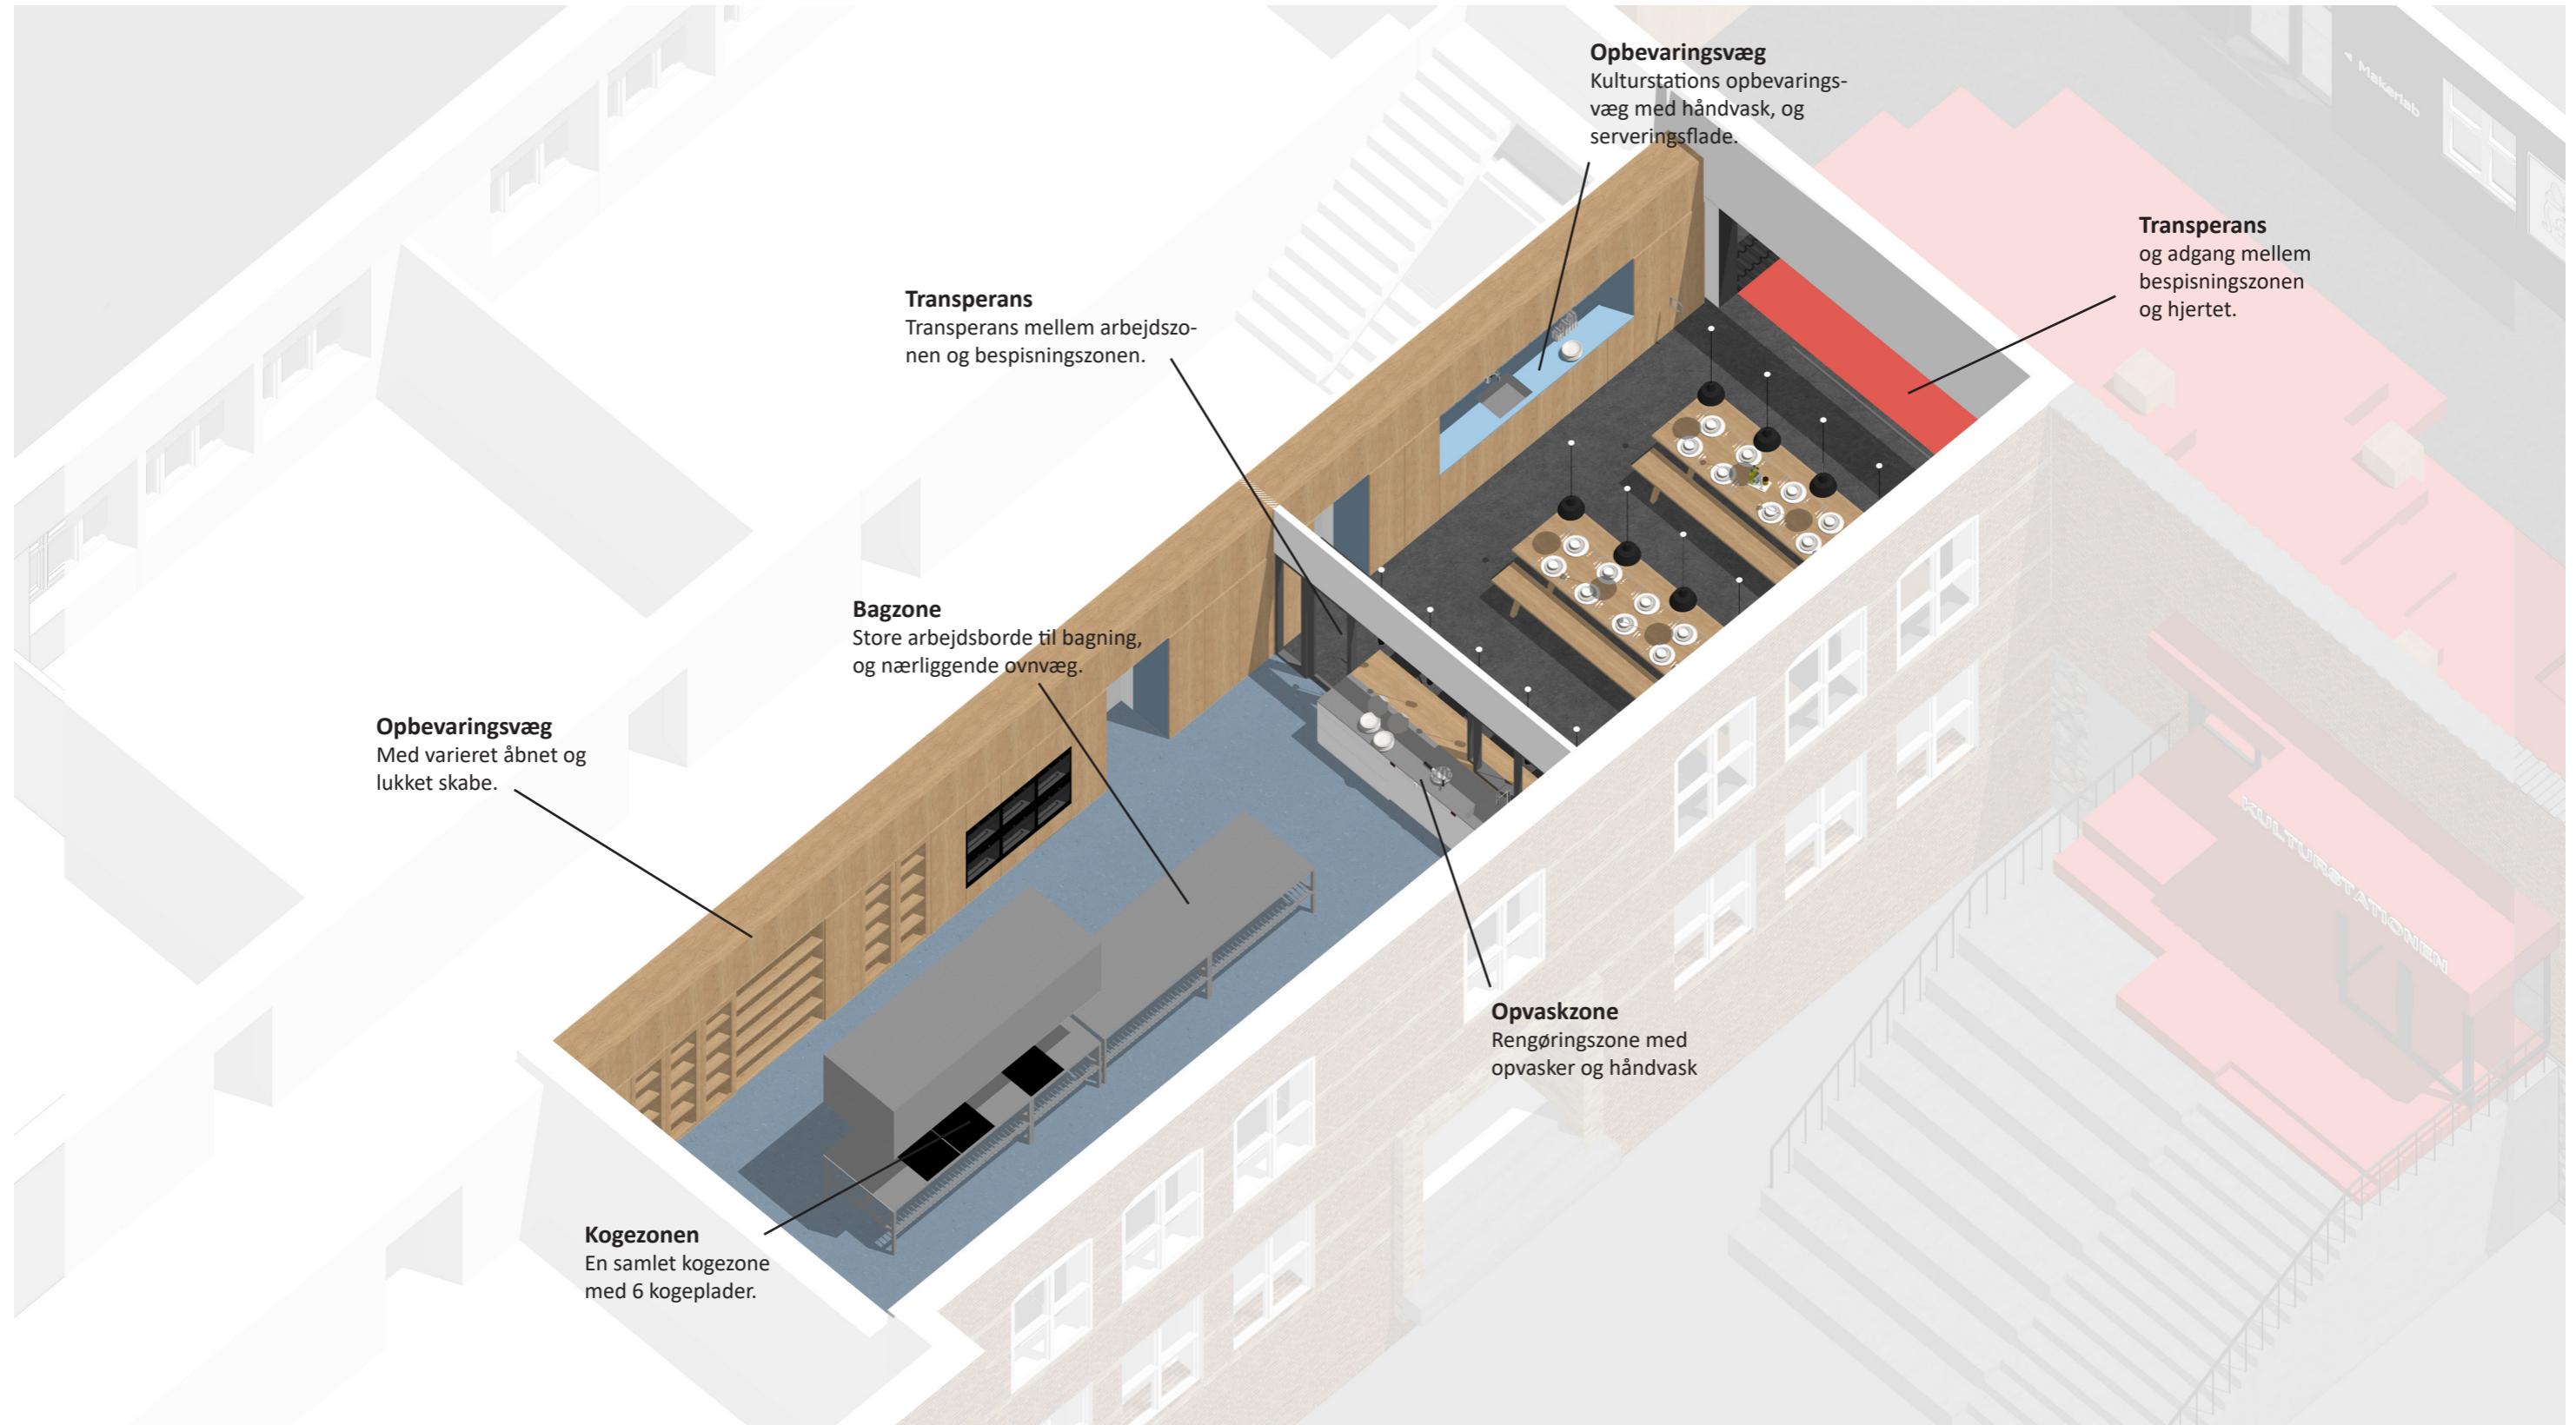 Opbevaringsvæg
Kulturstations opbevarings-
væg med håndvask, og
serveringsflade.
◄ Makerlab
Transperans
og adgang mellem
bespisningszonen
og hjertet.
Transperans
Transperans mellem arbejdszo-
nen og bespisningszonen.
Bagzone
Store arbejdsborde til bagning,
og nærliggende ovnvæg.
Opbevaringsvæg
Med varieret åbnet og
lukket skabe.
KULTURSTATIONEN
Opvaskzone
Rengøringszone med
opvasker og håndvask
Kogezonen
En samlet kogezone
med 6 kogeplader.